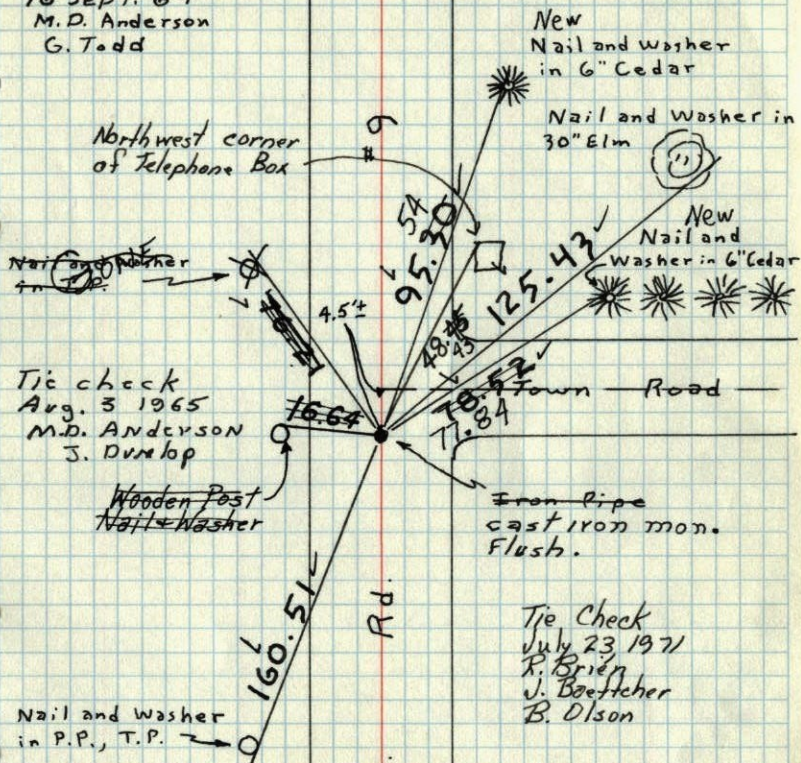 M.D. Anderson
G. Todd
New
Nail and Washer
in 6" Cedar
Nail and Washer in
30" Elm
Northwest corner
of Telephone Box
# 9
New
Nail and
Washer in 6" Cedar
Nail and Washer
in T.P.
54
95.30
125.43
76.21
4.5'±
48.45
43
78.52
77.84
Town Road
Tie check
Aug. 3 1965
M.D. Anderson
J. Dunlop
16.64
Wooden Post
Nail & Washer
Iron Pipe
cast iron mon.
Flush.
160.51
Rd.
Tie Check
July 23, 1971
R. Brien
J. Boettcher
B. Olson
Nail and Washer
in P.P., T.P.